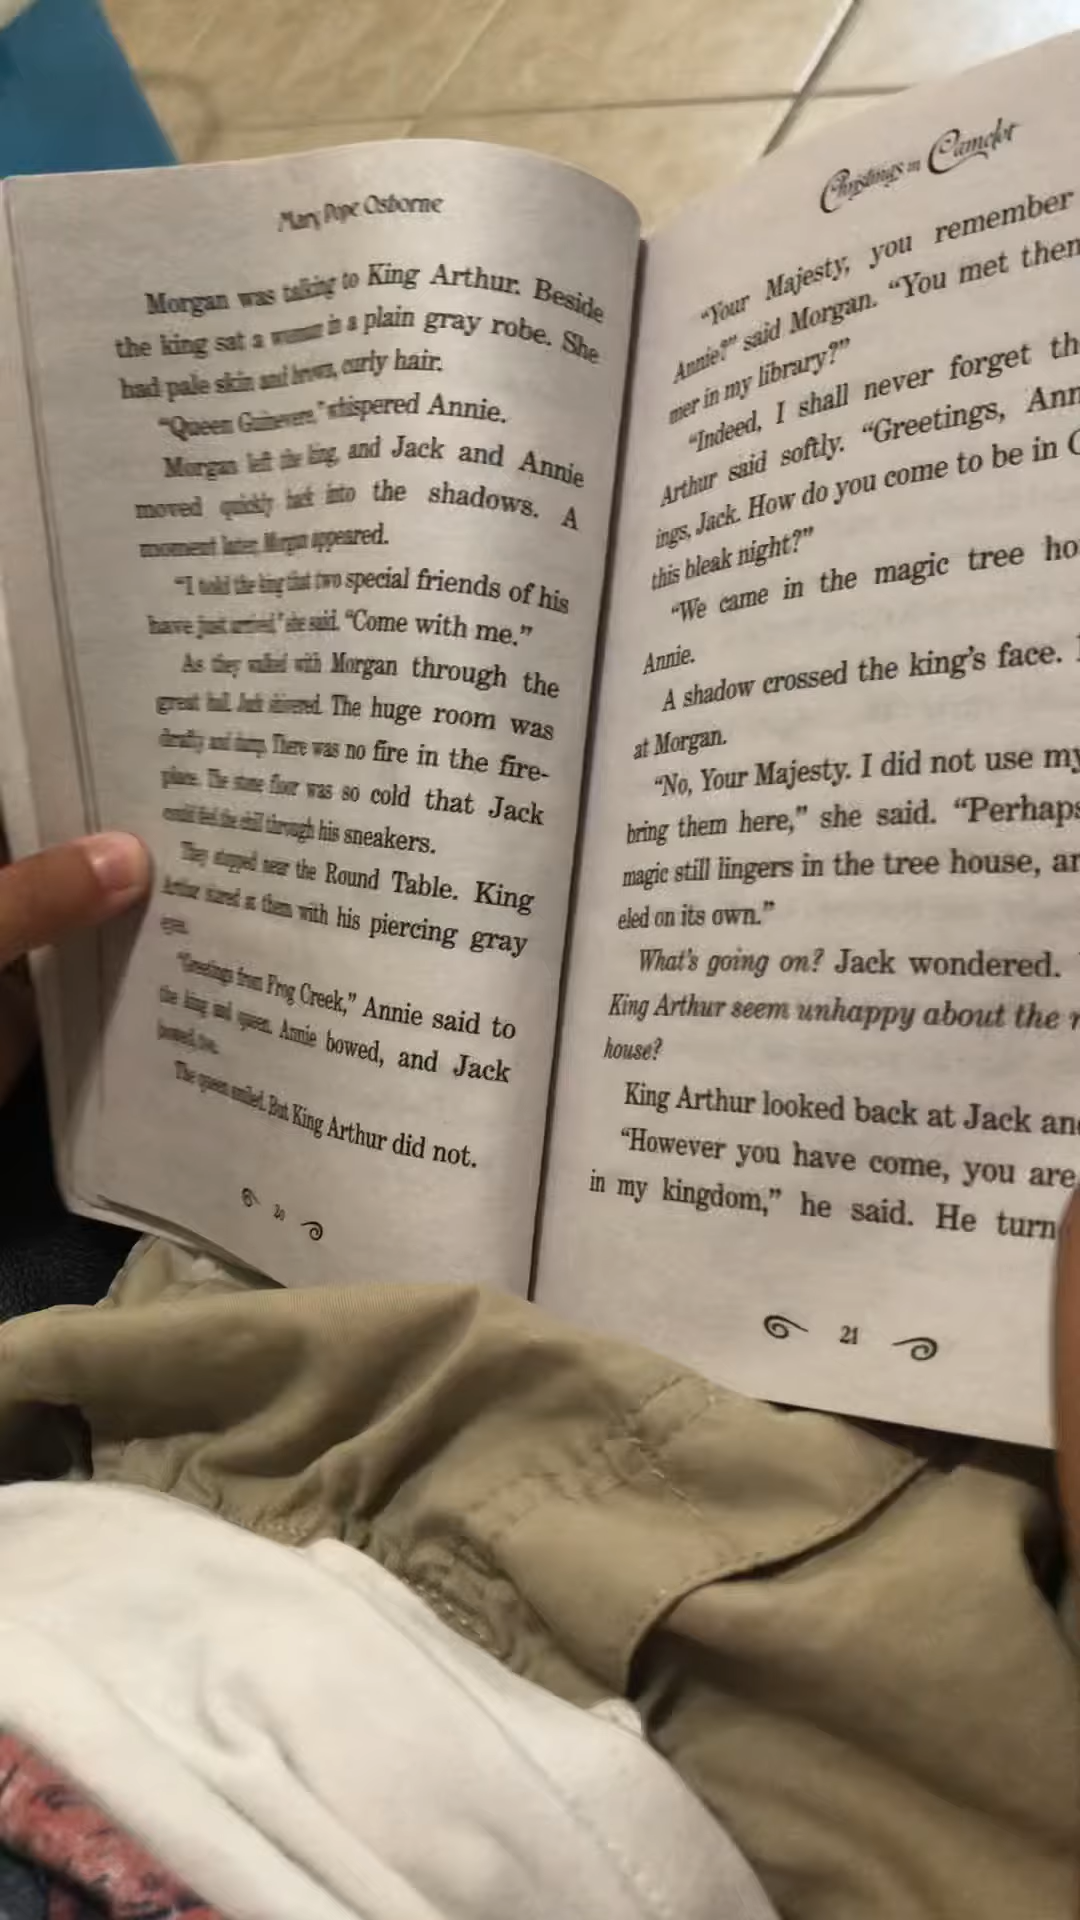 Mary Pope Osborne
Morgan was talking to King Arthur. Beside
the king sat a woman in a plain gray robe. She
had pale skin and brown, curly hair.
“Queen Guinevere,” whispered Annie.
Morgan left the king, and Jack and Annie
moved quickly back into the shadows. A
moment later, Morgan appeared.
“I told the king that two special friends of his
have just arrived,” she said. “Come with me.”
As they walked with Morgan through the
great hall, Jack shivered. The huge room was
and damp. There was no fire in the fire-
place. The stone floor was so cold that Jack
could feel the chill through his sneakers.
They stopped near the Round Table. King
Arthur stared at them with his piercing gray
eyes.
“Greetings from Frog Creek,” Annie said to
the king and queen. Annie bowed, and Jack
bowed, too.
The queen smiled. But King Arthur did not.
20
Christmas in Camelot
“Your Majesty, you remember
Annie?” said Morgan. “You met them
mer in my library?”
“Indeed, I shall never forget th
Arthur said softly. “Greetings, Ann
ings, Jack. How do you come to be in C
this bleak night?”
“We came in the magic tree ho
Annie.
A shadow crossed the king’s face.
at Morgan.
“No, Your Majesty. I did not use my
bring them here,” she said. “Perhaps
magic still lingers in the tree house, an
eled on its own.”
What’s going on? Jack wondered.
King Arthur seem unhappy about the
house?
King Arthur looked back at Jack and
“However you have come, you are
in my kingdom,” he said. He turn
21